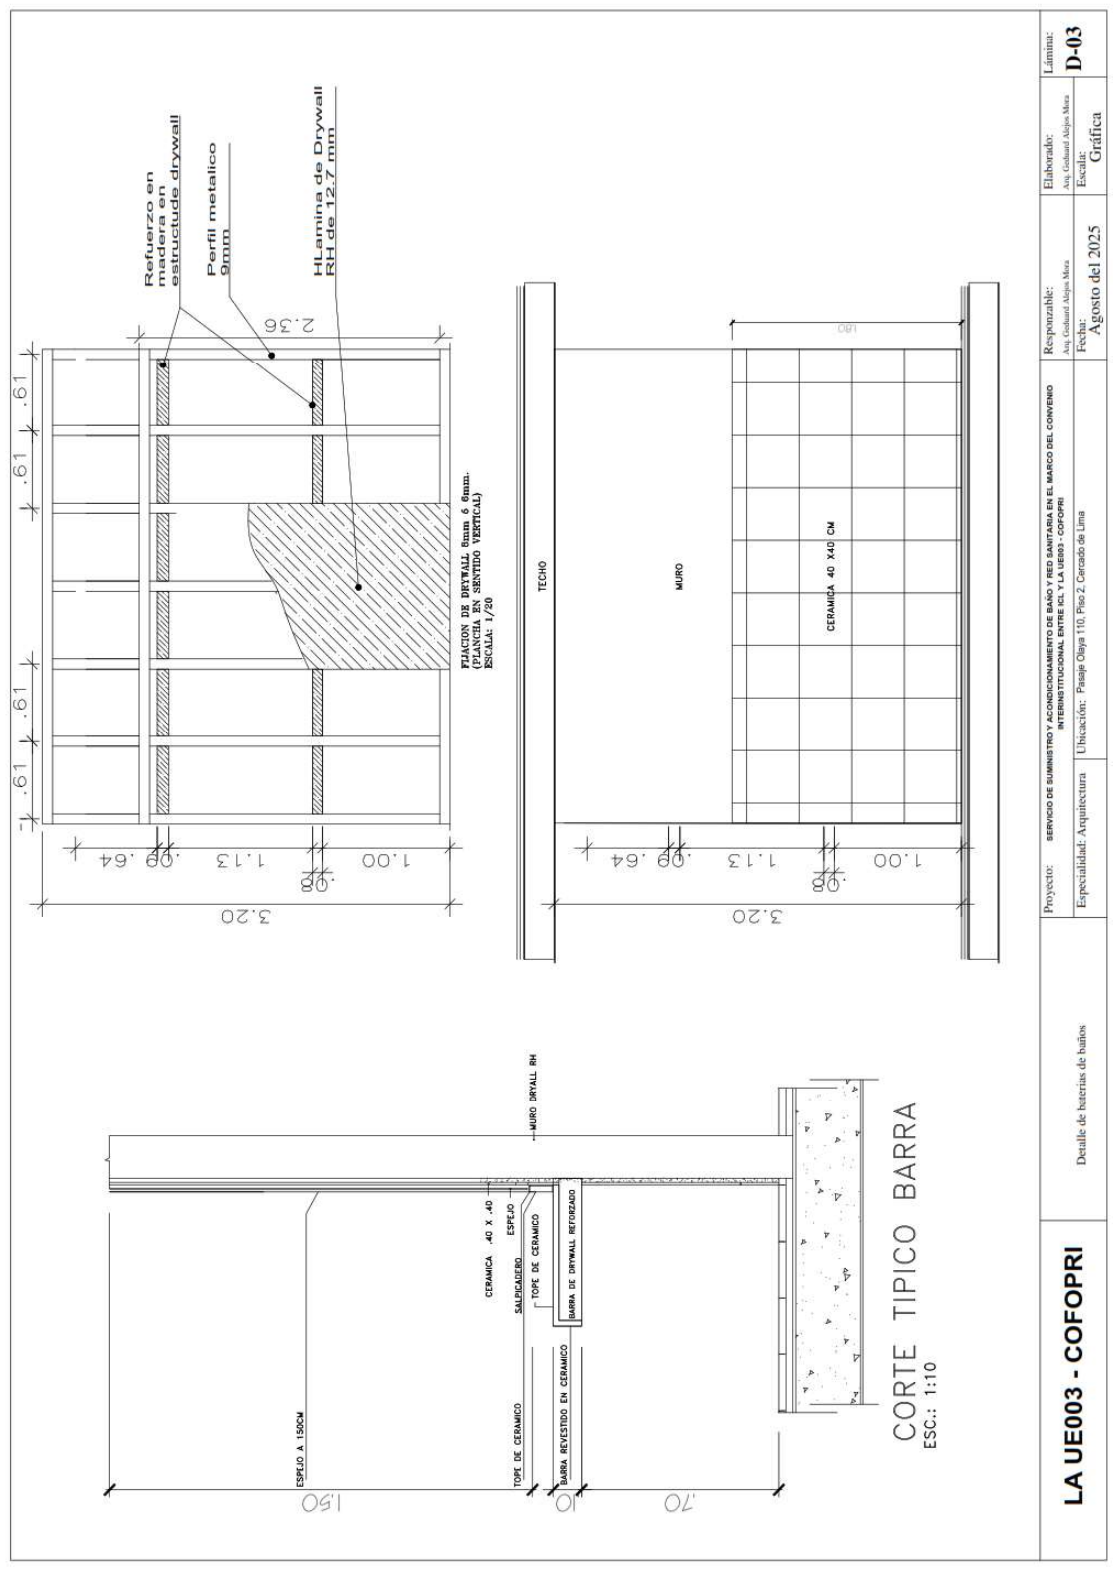 .61
.61
.61
.61
2.36
Refuerzo en
madera en
estructude drywall
Perfil metalico
9mm
HLamina de Drywall
RH de 12.7 mm
.64
.09
1.13
.08
1.00
3.20
FIJACION DE DRYWALL 8mm 6 6mm.
(PLANCHA EN SENTIDO VERTICAL)
ESCALA: 1/20
TECHO
MURO
CERAMICA 40 X40 CM
1.80
.64
.09
1.13
.08
1.00
3.20
ESPEJO A 150CM
CERAMICA .40 X .40
ESPEJO
SALPICADERO
TOPE DE CERAMICO
MURO DRYALL RH
BARRA DE DRYWALL REFORZADO
TOPE DE CERAMICO
BARRA REVESTIDO EN CERAMICO
1.50
.10
.70
CORTE TIPICO BARRA
ESC.: 1:10
LA UE003 - COFOPRI
Detalle de baterias de baños
Proyecto:
SERVICIO DE SUMINISTRO Y ACONDICIONAMIENTO DE BAÑO Y RED SANITARIA EN EL MARCO DEL CONVENIO
INTERINSTITUCIONAL ENTRE ICL Y LA UE003 - COFOPRI
Especialidad: Arquitectura
Ubicación: Pasaje Olaya 110, Piso 2, Cercado de Lima
Responzable:
Arq. Geduard Alejos Mora
Fecha:
Agosto del 2025
Elaborado:
Arq. Geduard Alejos Mora
Escala:
Gráfica
Lámina:
D-03